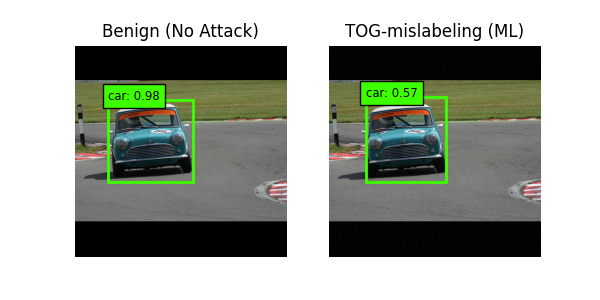 Benign (No Attack)
TOG-mislabeling (ML)
car: 0.98
car: 0.57